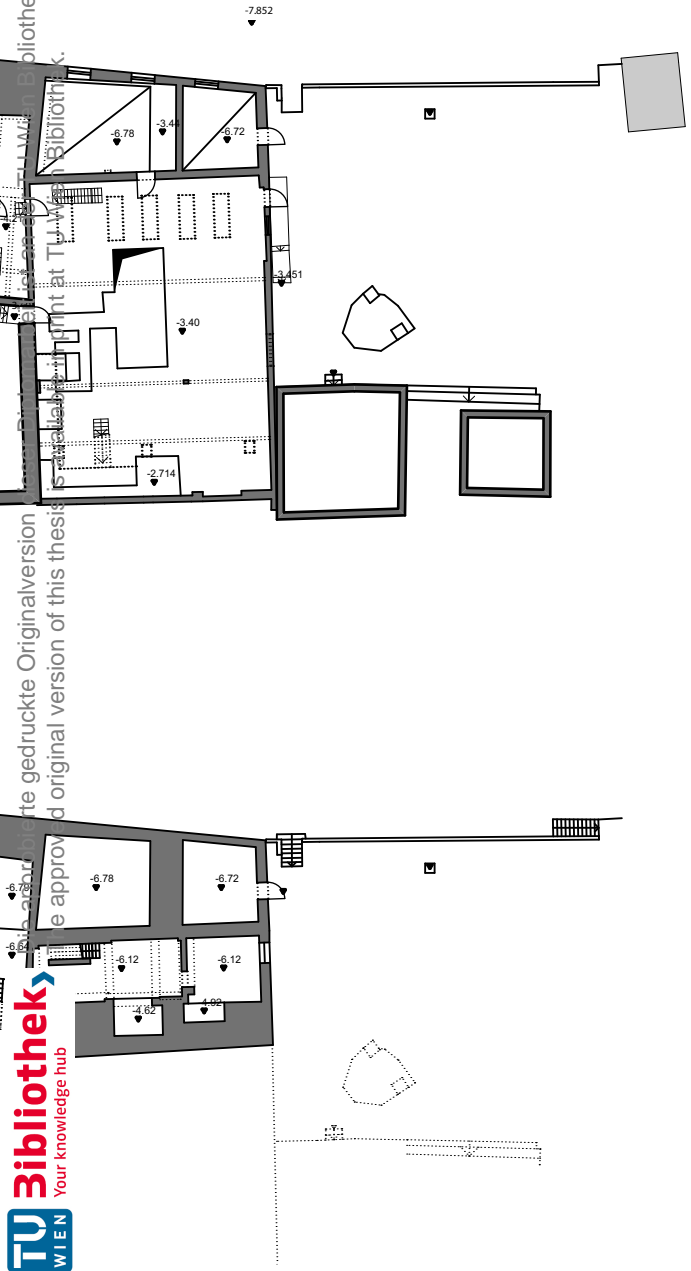 -7.852
-6.78
-3.44
-6.72
-3.451
-3.40
-2.714
-6.78
-6.72
-6.12
-6.12
-4.62
-4.92
Die approbierte gedruckte Originalversion dieser Diplomarbeit ist an der TU Wien Bibliothek
The approved original version of this thesis is available in print at TU Wien Bibliothek.
TU
WIEN
Bibliothek
Your knowledge hub